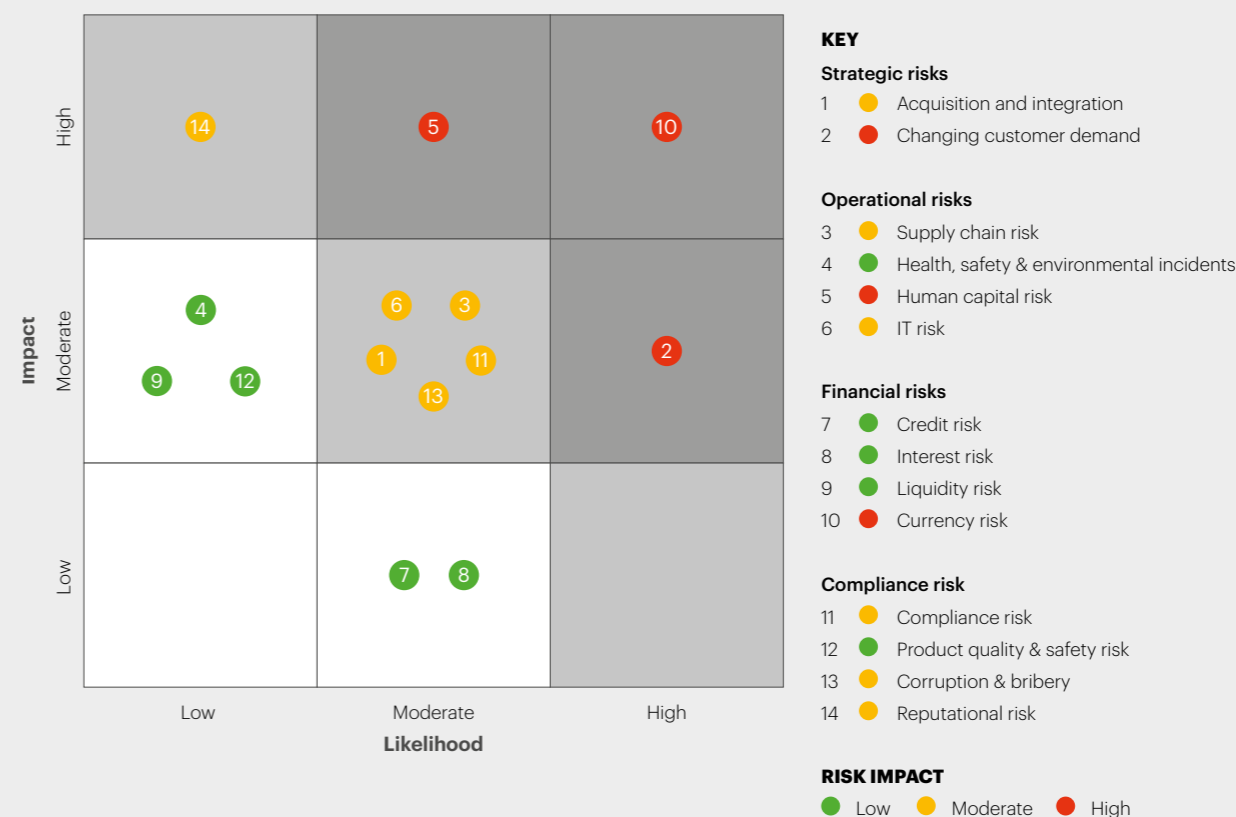 High
14
5
10
Impact
Moderate
4
9
12
6
3
1
11
13
2
Low
7
8
Low
Moderate
High
Likelihood
KEY
Strategic risks
1 Acquisition and integration
2 Changing customer demand
Operational risks
3 Supply chain risk
4 Health, safety & environmental incidents
5 Human capital risk
6 IT risk
Financial risks
7 Credit risk
8 Interest risk
9 Liquidity risk
10 Currency risk
Compliance risk
11 Compliance risk
12 Product quality & safety risk
13 Corruption & bribery
14 Reputational risk
RISK IMPACT
Low Moderate High